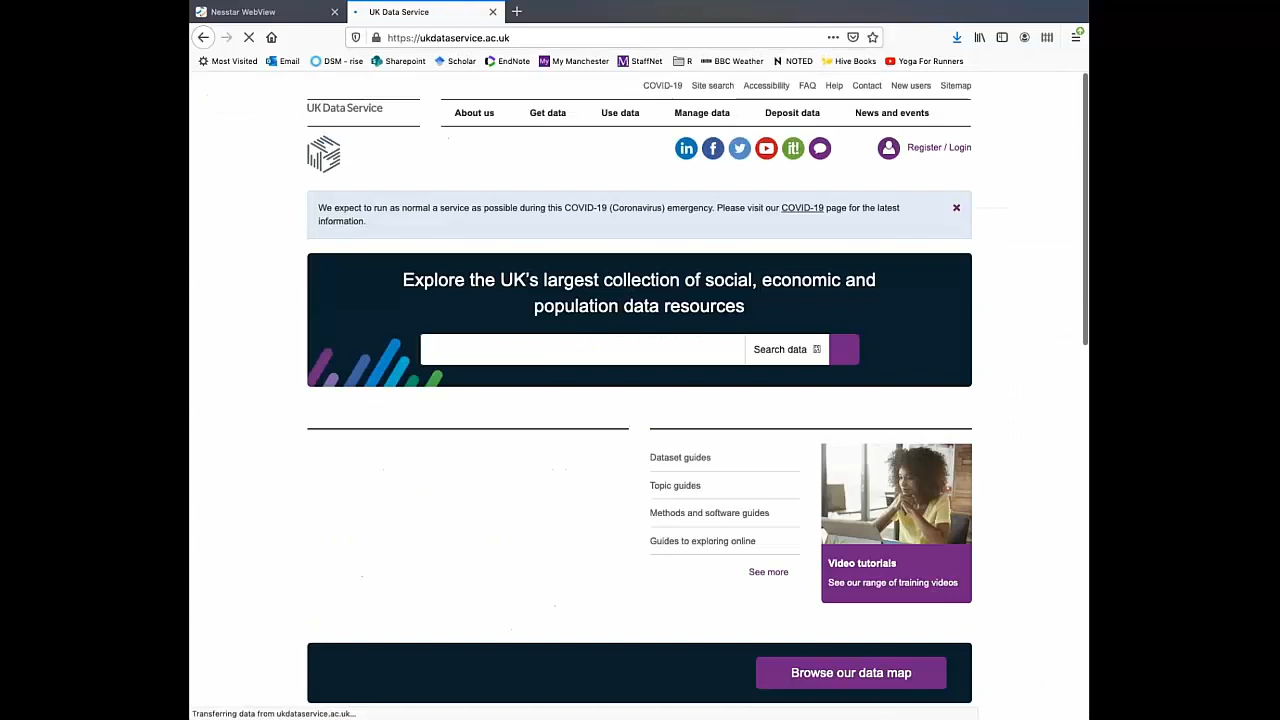 Nesstar WebView
UK Data Service
https://ukdataservice.ac.uk
Most Visited Email DSM - rise Sharepoint Scholar EndNote My Manchester StaffNet R BBC Weather NOTED Hive Books Yoga For Runners
COVID-19 Site search Accessibility FAQ Help Contact New users Sitemap
UK Data Service
About us Get data Use data Manage data Deposit data News and events
in f it! Register / Login
We expect to run as normal a service as possible during this COVID-19 (Coronavirus) emergency. Please visit our COVID-19 page for the latest
information.
Explore the UK's largest collection of social, economic and
population data resources
Search data
Dataset guides
Topic guides
Methods and software guides
Guides to exploring online
See more
Video tutorials
See our range of training videos
Browse our data map
Transferring data from ukdataservice.ac.uk...